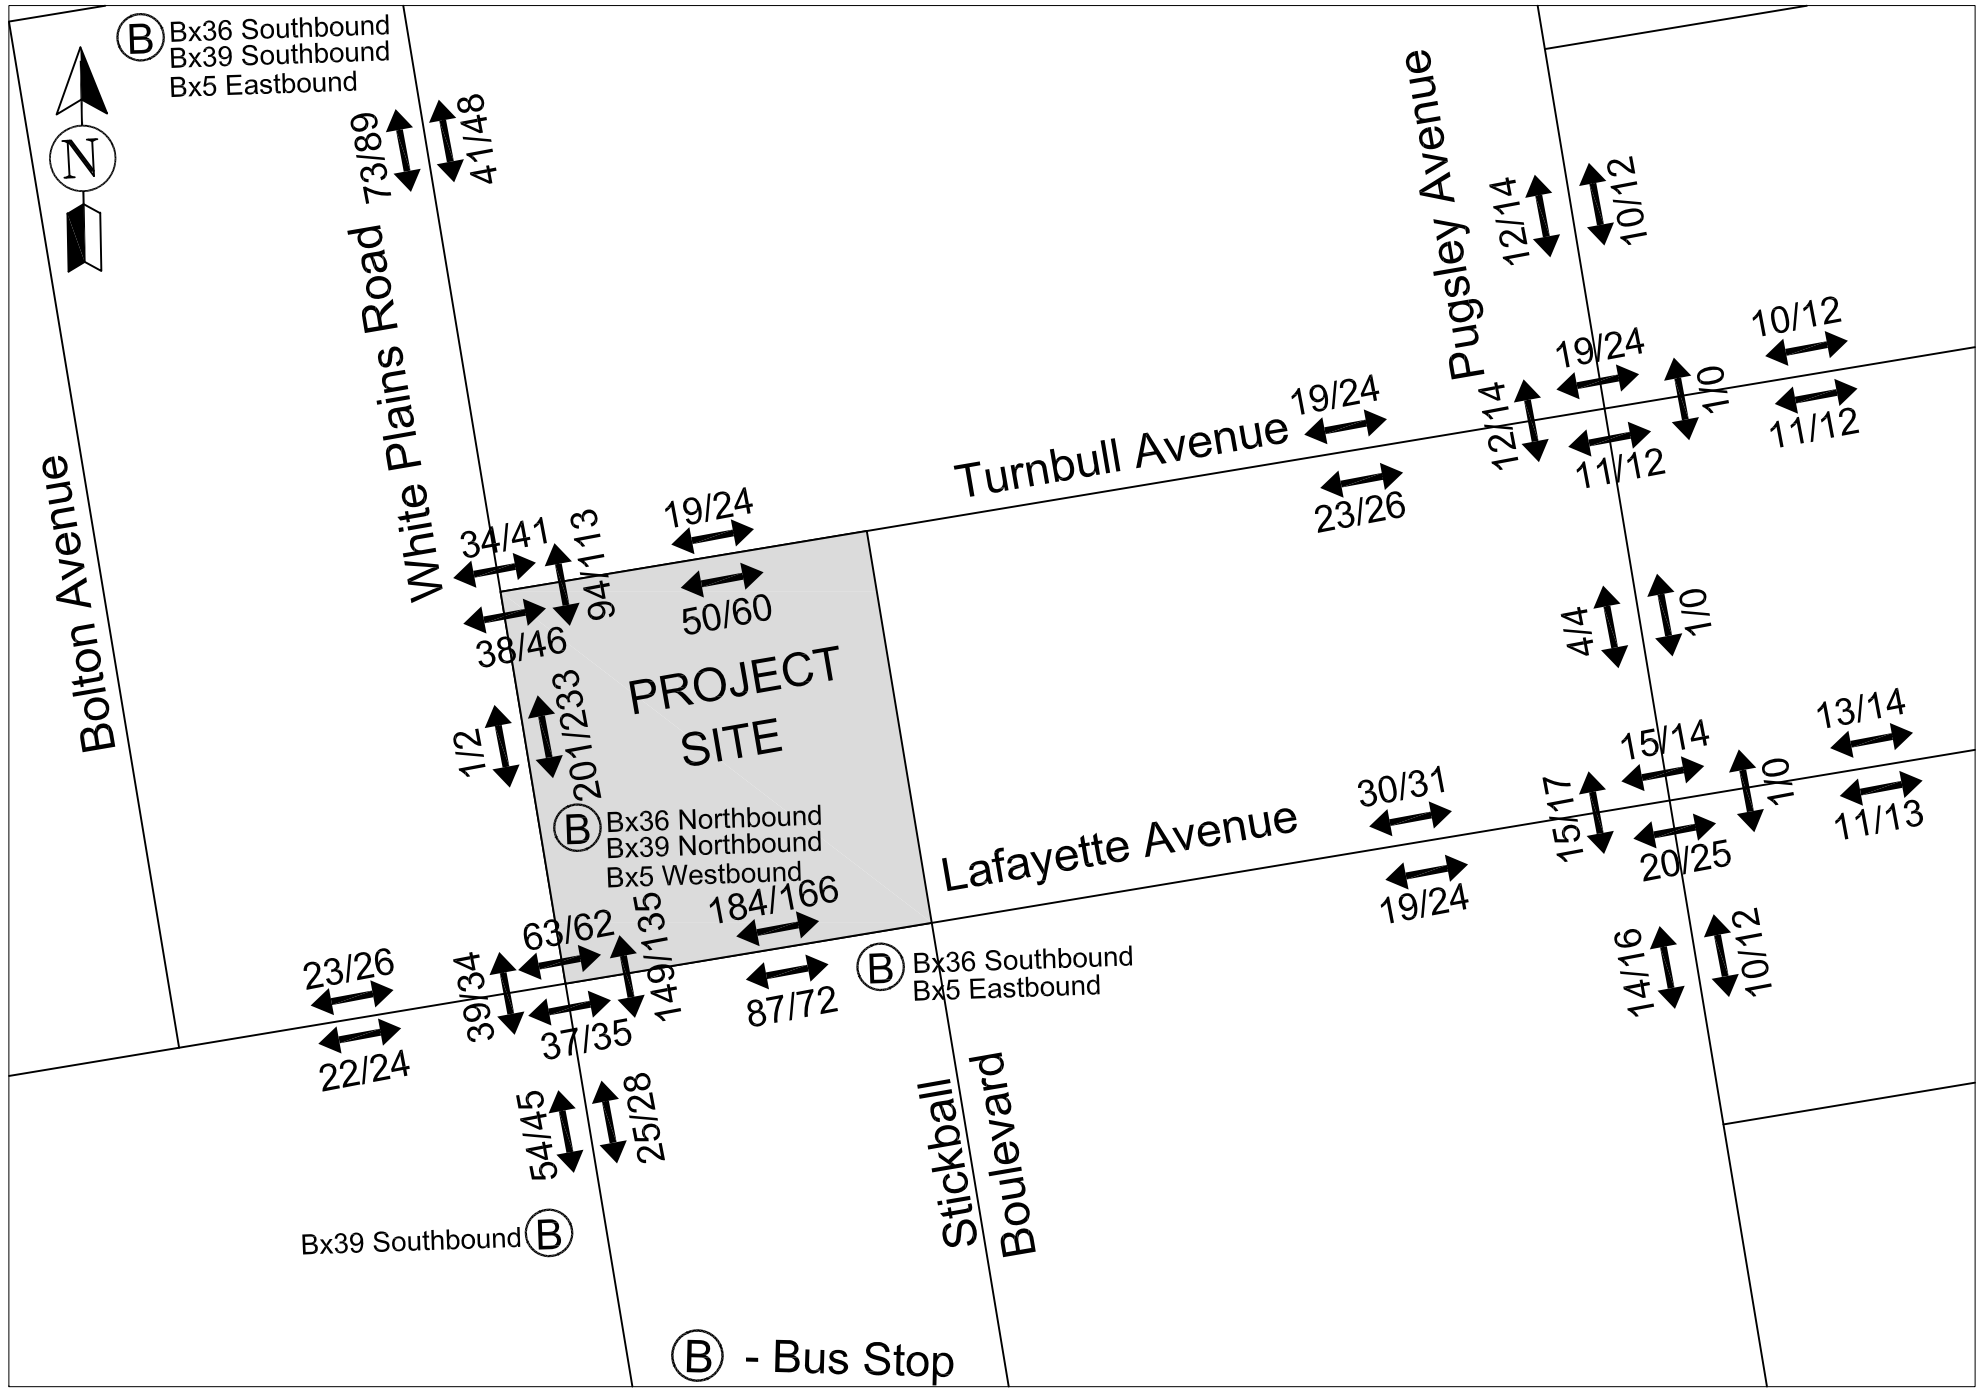 B
Bx36 Southbound
Bx39 Southbound
Bx5 Eastbound
N
73/89
41/48
White Plains Road
Pugsley Avenue
12/14
10/12
10/12
19/24
1/0
11/12
19/24
12/14
11/12
Turnbull Avenue
23/26
Bolton Avenue
34/41
94/113
19/24
38/46
50/60
PROJECT
SITE
1/2
201/233
4/4
1/0
B
Bx36 Northbound
Bx39 Northbound
Bx5 Westbound
13/14
15/14
1/0
15/17
11/13
20/25
30/31
Lafayette Avenue
19/24
184/166
63/62
149/135
23/26
39/34
37/35
87/72
22/24
B
Bx36 Southbound
Bx5 Eastbound
14/16
10/12
54/45
25/28
Stickball
Boulevard
Bx39 Southbound
B
B - Bus Stop